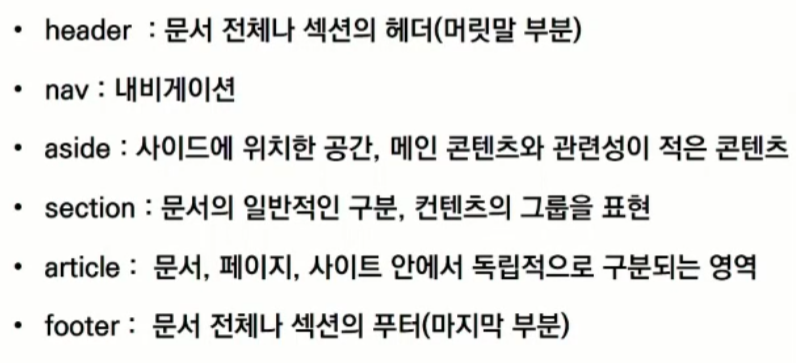 • header : 문서 전체나 섹션의 헤더(머릿말 부분)
• nav : 내비게이션
• aside : 사이드에 위치한 공간, 메인 콘텐츠와 관련성이 적은 콘텐츠
• section : 문서의 일반적인 구분, 컨텐츠의 그룹을 표현
• article : 문서, 페이지, 사이트 안에서 독립적으로 구분되는 영역
• footer : 문서 전체나 섹션의 푸터(마지막 부분)